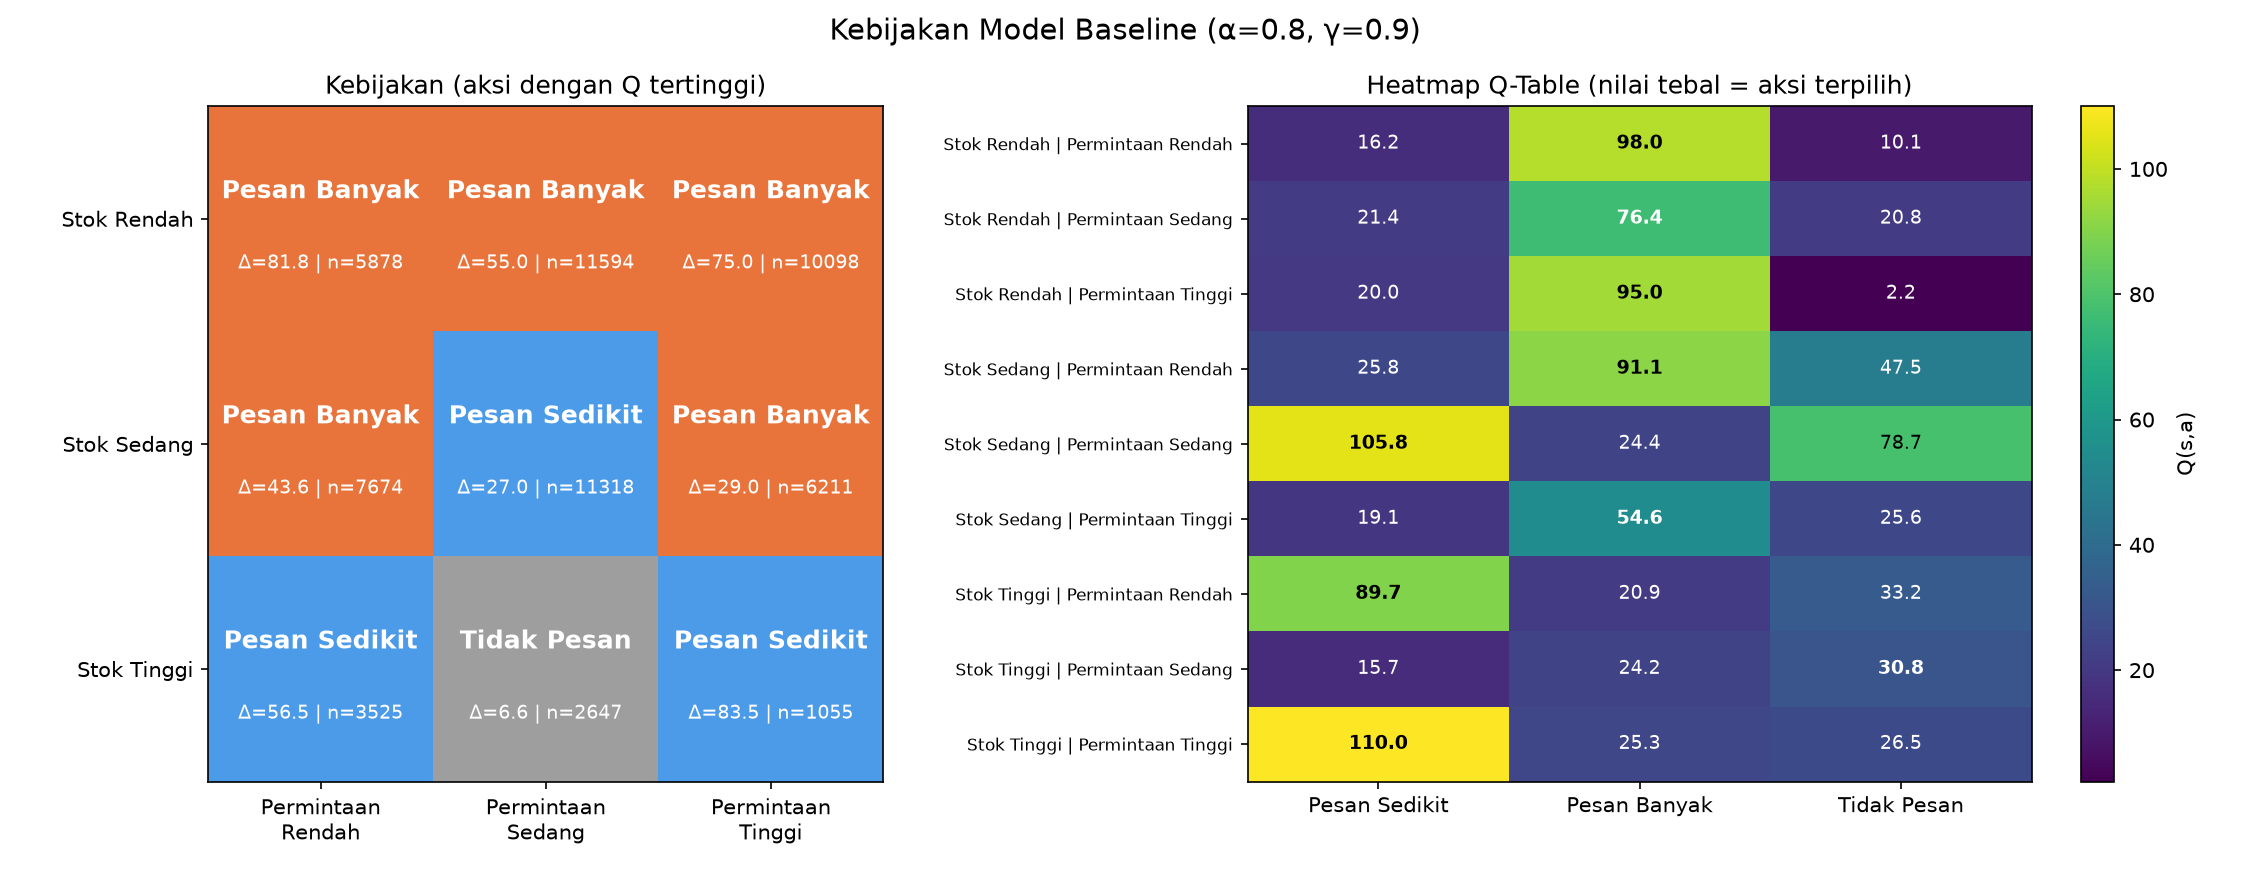 Kebijakan Model Baseline (α=0.8, γ=0.9)
Kebijakan (aksi dengan Q tertinggi)
Stok Rendah
Pesan Banyak
Δ=81.8 | n=5878
Pesan Banyak
Δ=55.0 | n=11594
Pesan Banyak
Δ=75.0 | n=10098
Stok Sedang
Pesan Banyak
Δ=43.6 | n=7674
Pesan Sedikit
Δ=27.0 | n=11318
Pesan Banyak
Δ=29.0 | n=6211
Stok Tinggi
Pesan Sedikit
Δ=56.5 | n=3525
Tidak Pesan
Δ=6.6 | n=2647
Pesan Sedikit
Δ=83.5 | n=1055
Permintaan
Rendah
Permintaan
Sedang
Permintaan
Tinggi
Heatmap Q-Table (nilai tebal = aksi terpilih)
Stok Rendah | Permintaan Rendah 16.2 98.0 10.1
Stok Rendah | Permintaan Sedang 21.4 76.4 20.8
Stok Rendah | Permintaan Tinggi 20.0 95.0 2.2
Stok Sedang | Permintaan Rendah 25.8 91.1 47.5
Stok Sedang | Permintaan Sedang 105.8 24.4 78.7
Stok Sedang | Permintaan Tinggi 19.1 54.6 25.6
Stok Tinggi | Permintaan Rendah 89.7 20.9 33.2
Stok Tinggi | Permintaan Sedang 15.7 24.2 30.8
Stok Tinggi | Permintaan Tinggi 110.0 25.3 26.5
Pesan Sedikit Pesan Banyak Tidak Pesan
100
80
60
40
20
Q(s,a)